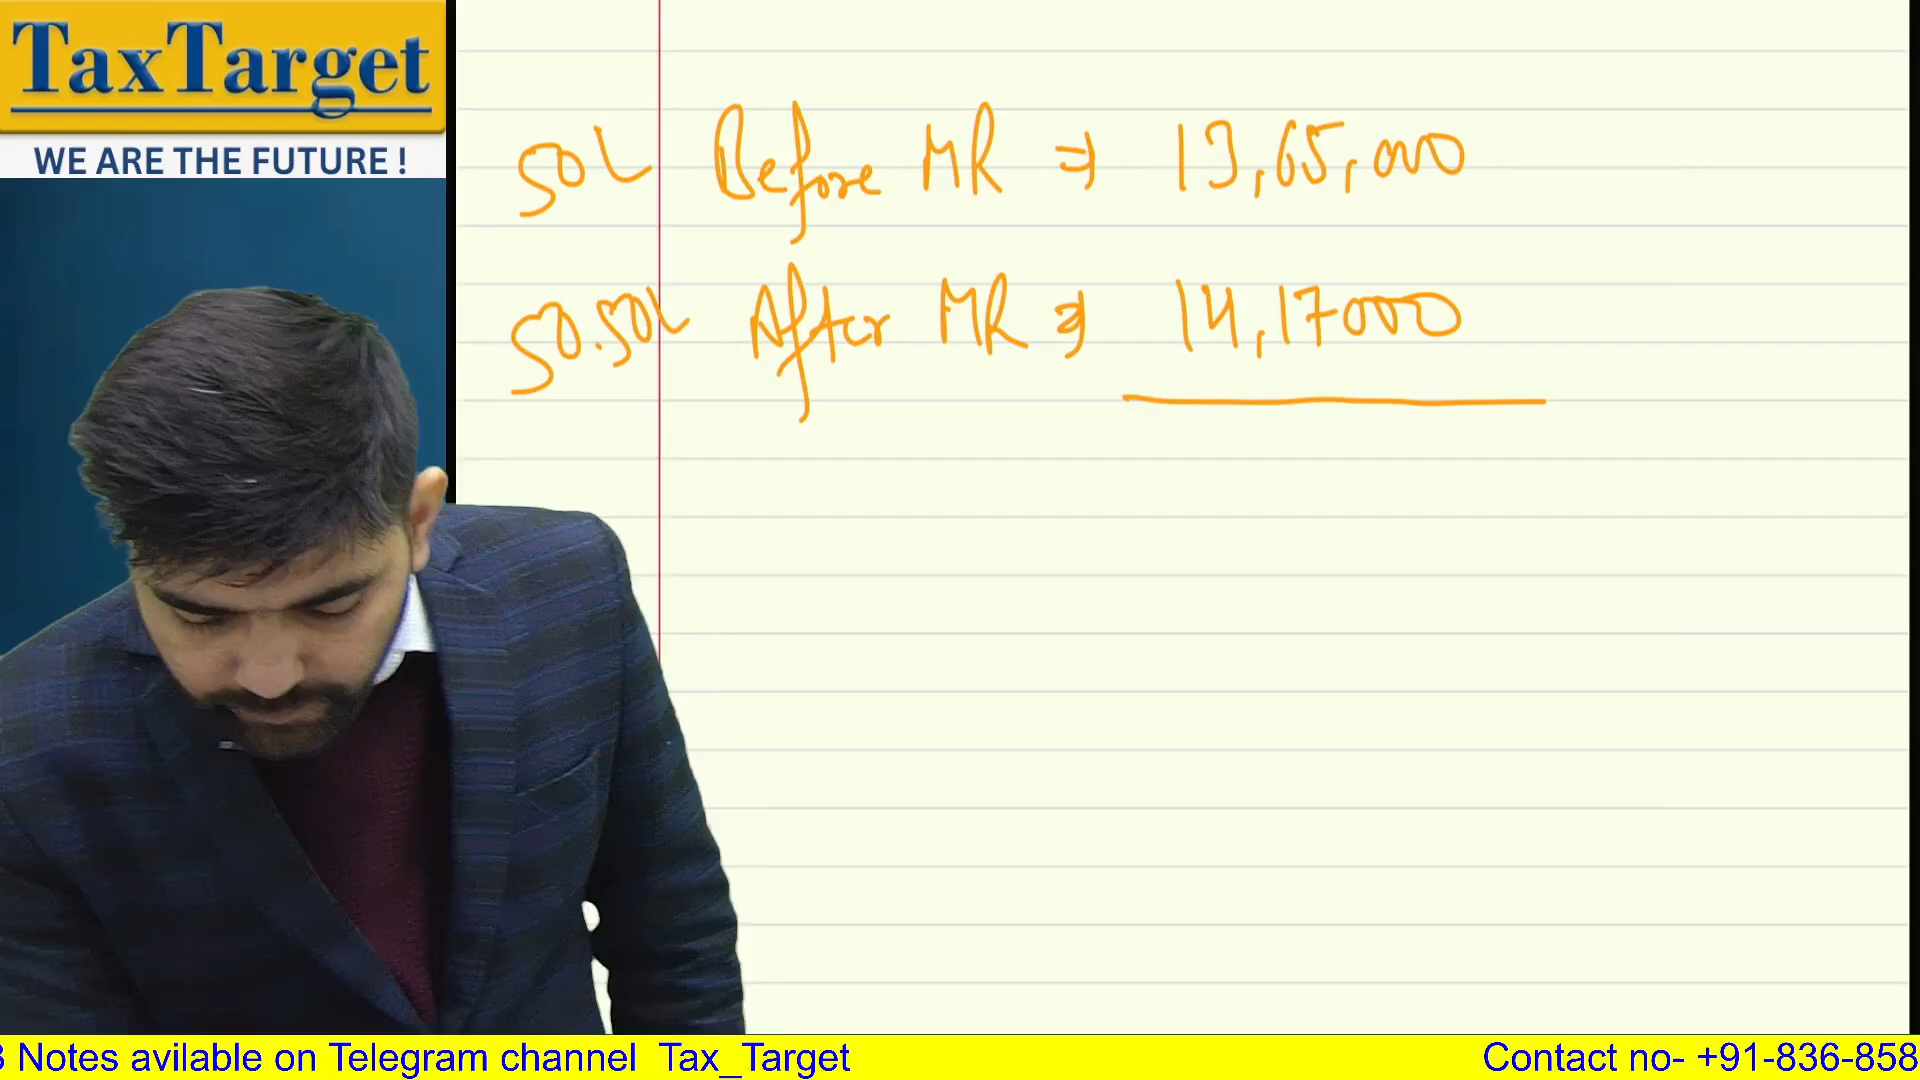 TaxTarget
WE ARE THE FUTURE !
50L Before MR ⇒ 13,65,000
50.50L After MR ⇒ 14,17000
3 Notes avilable on Telegram channel Tax_Target
Contact no- +91-836-858